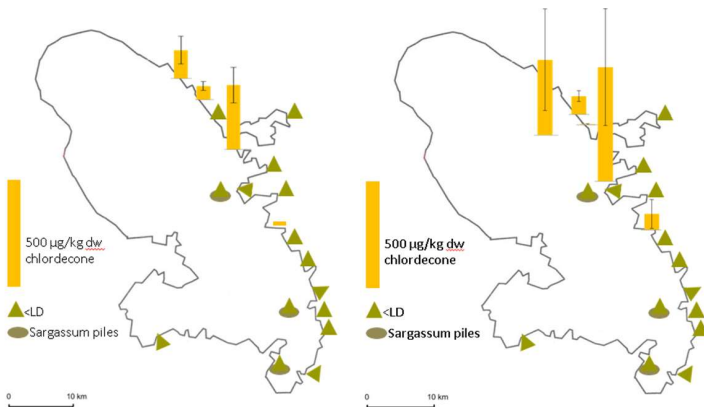 500 µg/kg dw
chlordecone
<LD
Sargassum piles
0 10 km
500 µg/kg dw
chlordecone
<LD
Sargassum piles
0 10 km